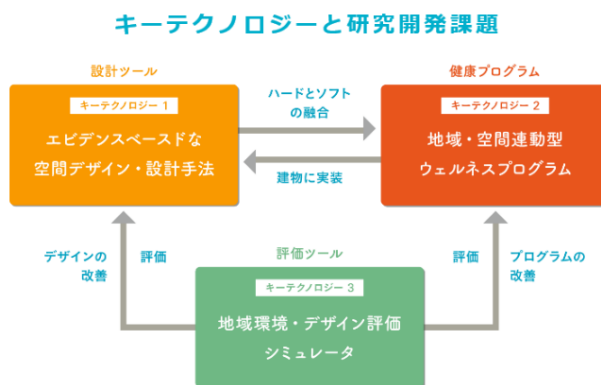 キーテクノロジーと研究開発課題
設計ツール
キーテクノロジー 1
エビデンスベースドな
空間デザイン・設計手法
ハードとソフト
の融合
建物に実装
健康プログラム
キーテクノロジー 2
地域・空間連動型
ウェルネスプログラム
デザインの
改善
評価
評価ツール
キーテクノロジー 3
地域環境・デザイン評価
シミュレータ
評価
プログラムの
改善